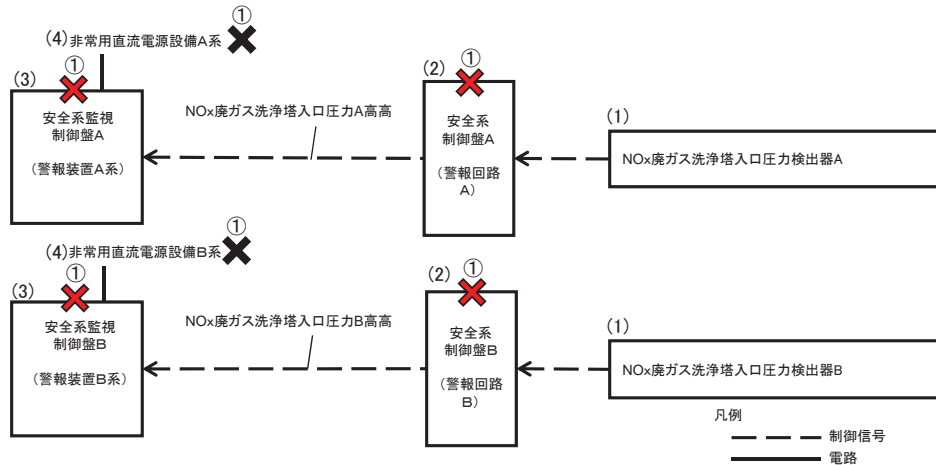 ①
(4)非常用直流電源設備A系
(3)
①
安全系監視
制御盤A
(警報装置A系)
NOx廃ガス洗浄塔入口圧力A高高
(2)
①
安全系
制御盤A
(警報回路
A)
(1)
NOx廃ガス洗浄塔入口圧力検出器A
①
(4)非常用直流電源設備B系
(3)
①
安全系監視
制御盤B
(警報装置B系)
NOx廃ガス洗浄塔入口圧力B高高
(2)
①
安全系
制御盤B
(警報回路
B)
(1)
NOx廃ガス洗浄塔入口圧力検出器B
凡例
制御信号
電路